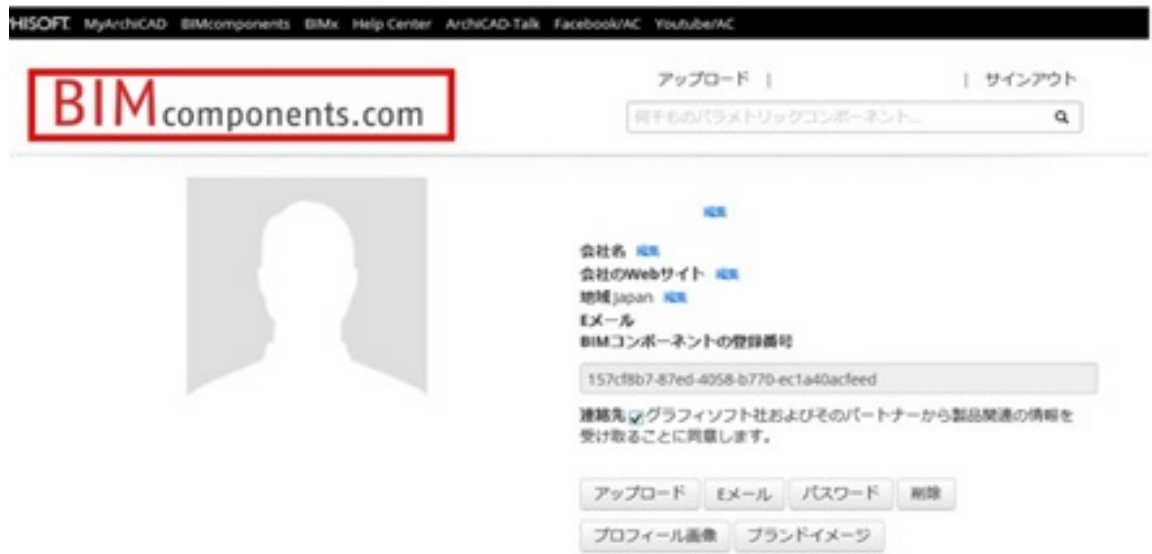 HISOFT. MyArchiCAD BIMcomponents BIMx Help Center ArchiCAD-Talk Facebook/AC Youtube/AC
アップロード | | サインアウト
BIMcomponents.com
何千ものパラメトリックコンポーネント...
編集
会社名 編集
会社のWebサイト 編集
地域 Japan 編集
Eメール
BIMコンポーネントの登録番号
157cf8b7-87ed-4058-b770-ec1a40acfeed
連絡先 グラフィソフト社およびそのパートナーから製品関連の情報を
受け取ることに同意します。
アップロード Eメール パスワード 削除
プロフィール画像 ブランドイメージ